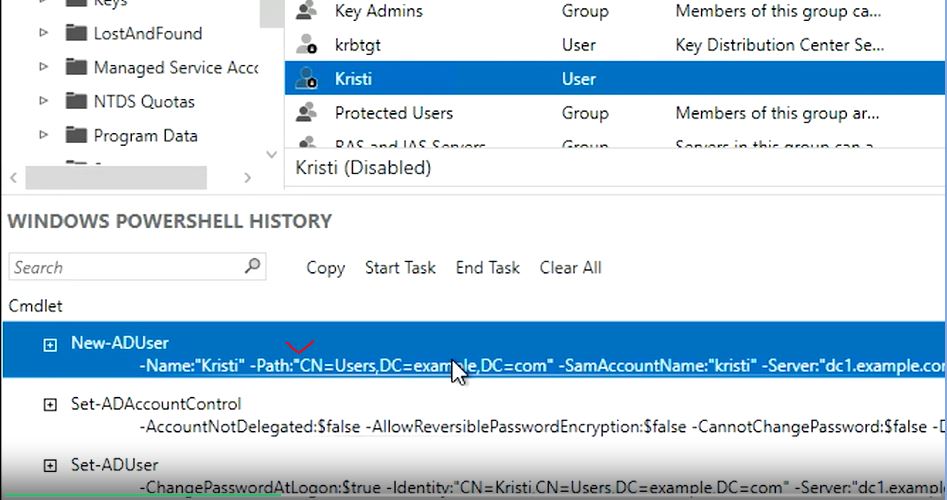 Keys
LostAndFound
Managed Service Acc
NTDS Quotas
Program Data
Key Admins Group Members of this group ca...
krbtgt User Key Distribution Center Se...
Kristi User
Protected Users Group Members of this group ar...
RAS and IAS Servers Group Servers in this group can a
Kristi (Disabled)
WINDOWS POWERSHELL HISTORY
Search Copy Start Task End Task Clear All
Cmdlet
New-ADUser
-Name:"Kristi" -Path:"CN=Users,DC=example,DC=com" -SamAccountName:"kristi" -Server:"dc1.example.co
Set-ADAccountControl
-AccountNotDelegated:$false -AllowReversiblePasswordEncryption:$false -CannotChangePassword:$false -D
Set-ADUser
-ChangePasswordAtLogon:$true -Identity:"CN=Kristi,CN=Users,DC=example,DC=com" -Server:"dc1.exampl